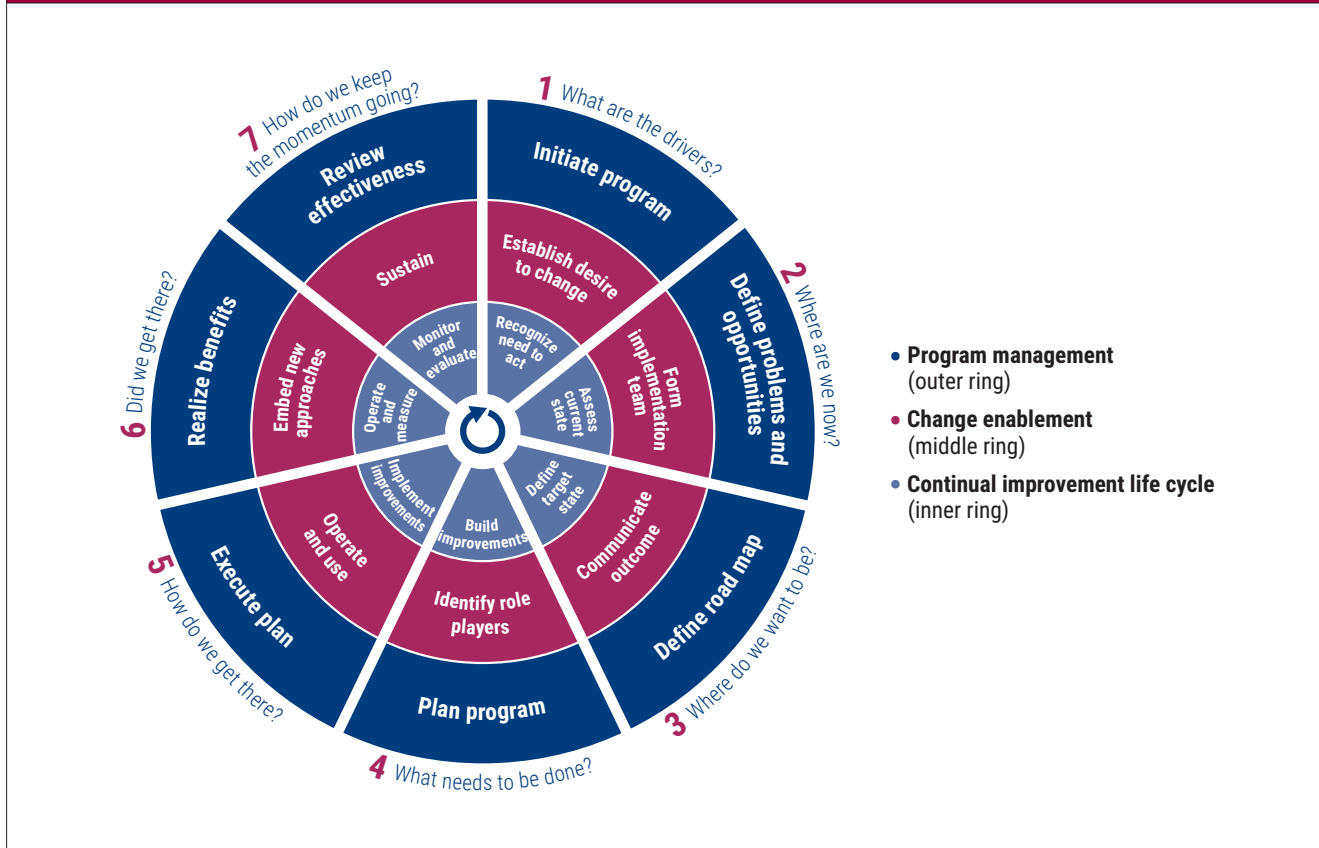 1 What are the drivers?
Initiate program
Establish desire
to change
Recognize
need to
act
2 Where are we now?
Define problems and
opportunities
Form
implementation
team
Assess
current
state
3 Where do we want to be?
Define road map
Communicate
outcome
Define
target
state
4 What needs to be done?
Plan program
Identify role
players
Build
improvements
5 How do we get there?
Execute plan
Operate
and use
Implement
improvements
6 Did we get there?
Realize benefits
Embed new
approaches
Operate
and
measure
7 How do we keep
the momentum going?
Review
effectiveness
Sustain
Monitor
and
evaluate
• Program management
(outer ring)
• Change enablement
(middle ring)
• Continual improvement life cycle
(inner ring)